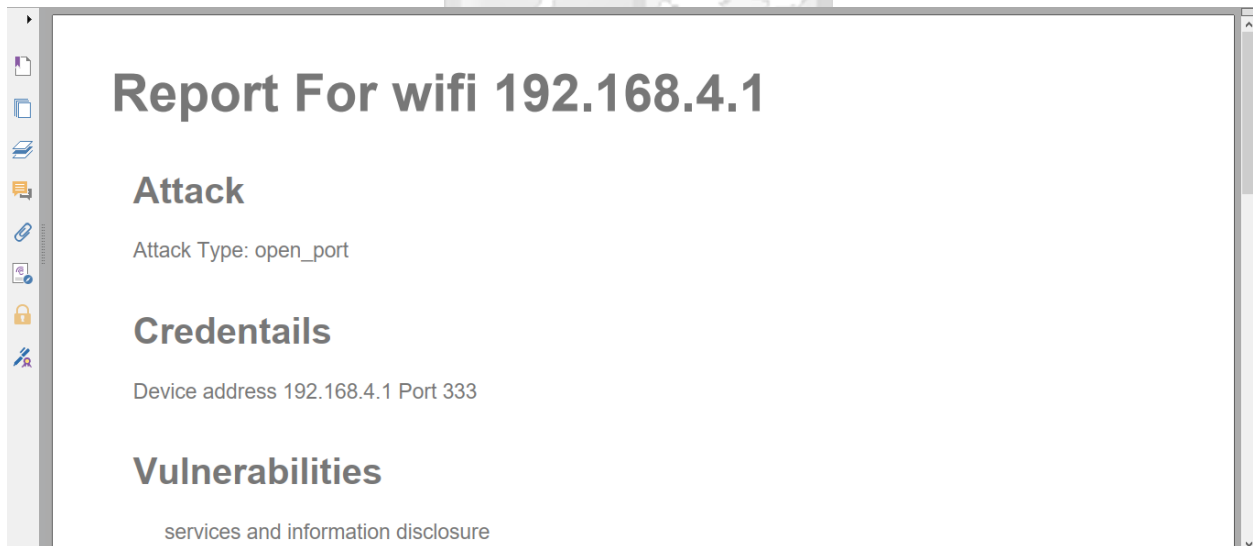 Report For wifi 192.168.4.1
Attack
Attack Type: open_port
Credentails
Device address 192.168.4.1 Port 333
Vulnerabilities
services and information disclosure